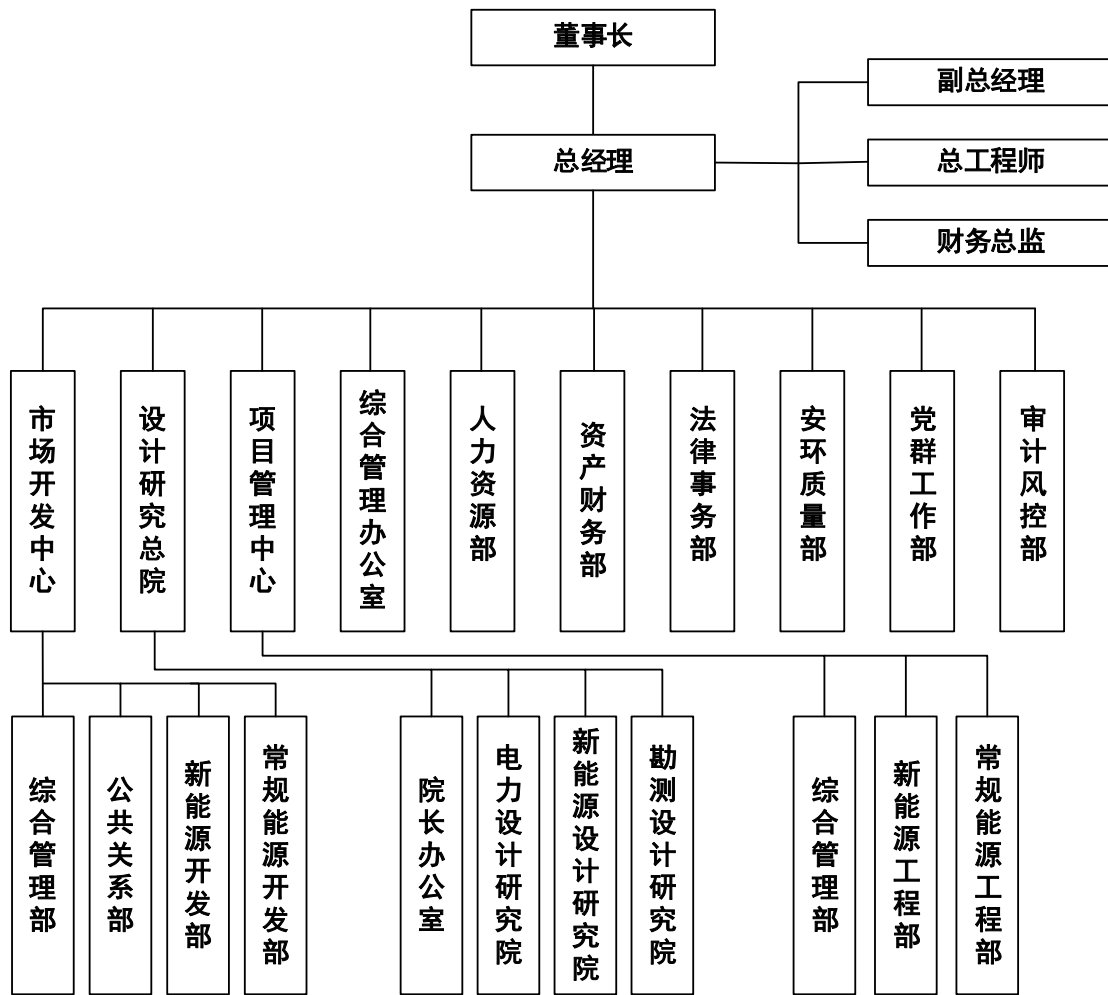 董事长
副总经理
总经理
总工程师
财务总监
市场开发中心
设计研究总院
项目管理中心
综合管理办公室
人力资源部
资产财务部
法律事务部
安环质量部
党群工作部
审计风控部
综合管理部
公共关系部
新能源开发部
常规能源开发部
院长办公室
电力设计研究院
新能源设计研究院
勘测设计研究院
综合管理部
新能源工程部
常规能源工程部